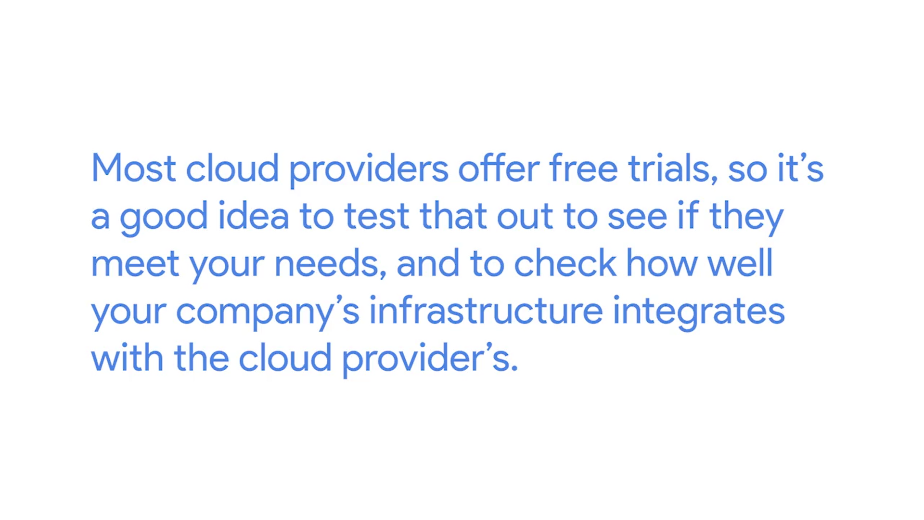 Most cloud providers offer free trials, so it’s
a good idea to test that out to see if they
meet your needs, and to check how well
your company’s infrastructure integrates
with the cloud provider’s.